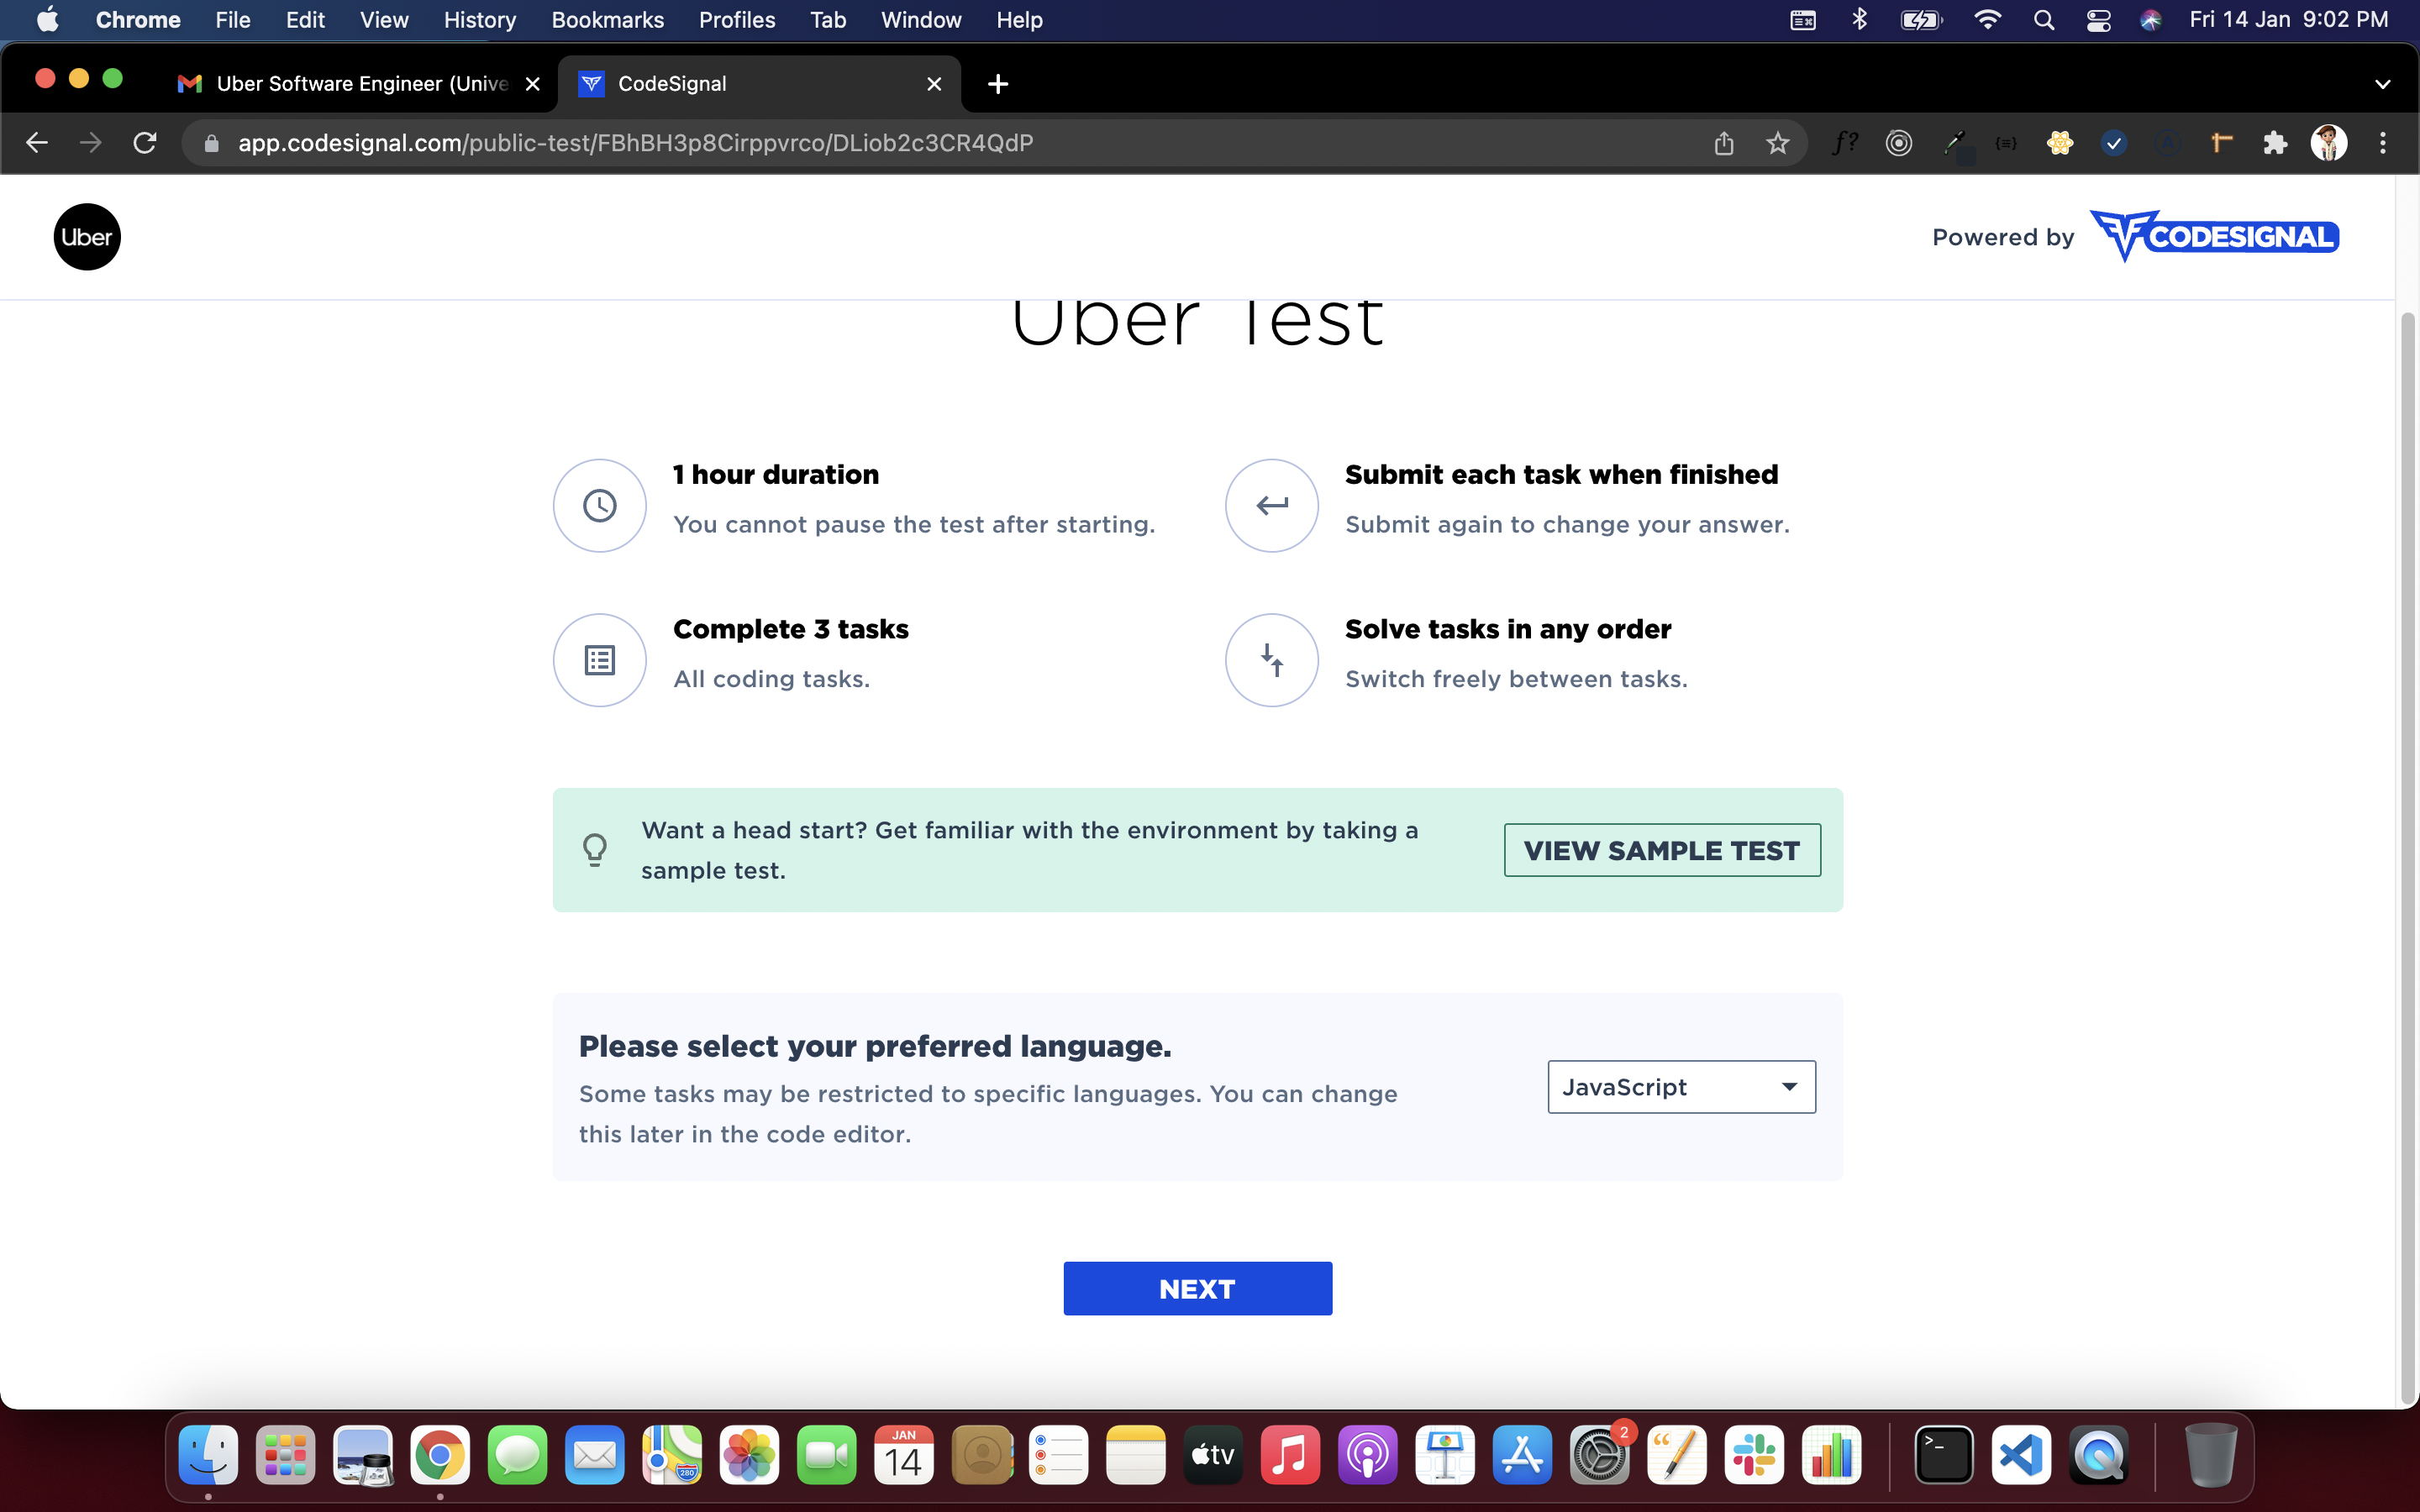 Chrome File Edit View History Bookmarks Profiles Tab Window Help Fri 14 Jan 9:02 PM
Uber Software Engineer (Unive CodeSignal
app.codesignal.com/public-test/FBhBH3p8Cirppvrco/DLiob2c3CR4QdP
Uber
Powered by CODESIGNAL
Uber Test
1 hour duration
You cannot pause the test after starting.
Submit each task when finished
Submit again to change your answer.
Complete 3 tasks
All coding tasks.
Solve tasks in any order
Switch freely between tasks.
Want a head start? Get familiar with the environment by taking a
sample test.
VIEW SAMPLE TEST
Please select your preferred language.
Some tasks may be restricted to specific languages. You can change
this later in the code editor.
JavaScript
NEXT
280
JAN
14
tv
2
>_